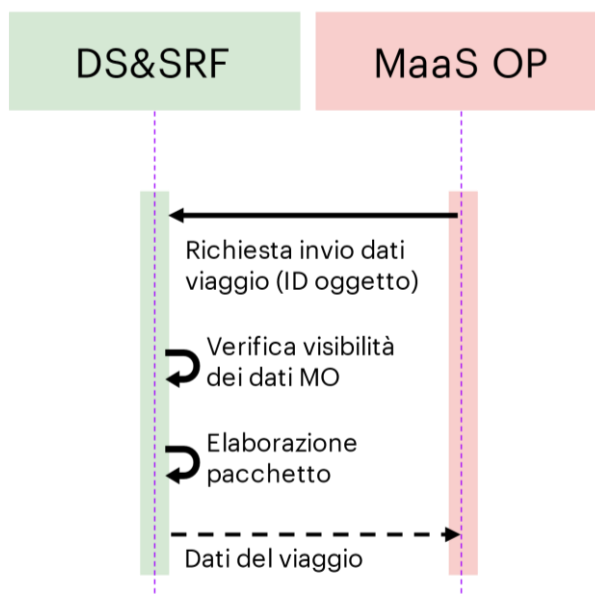 DS&SRF
MaaS OP
Richiesta invio dati
viaggio (ID oggetto)
Verifica visibilità
dei dati MO
Elaborazione
pacchetto
Dati del viaggio